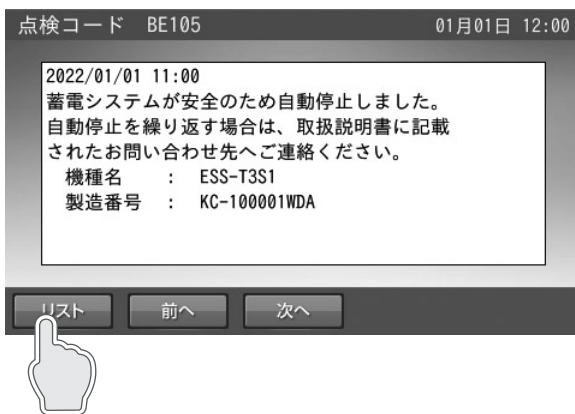 点検コード BE105 01月01日 12:00
2022/01/01 11:00
蓄電システムが安全のため自動停止しました。
自動停止を繰り返す場合は、取扱説明書に記載
されたお問い合わせ先へご連絡ください。
機種名 : ESS-T3S1
製造番号 : KC-100001WDA
リスト 前へ 次へ